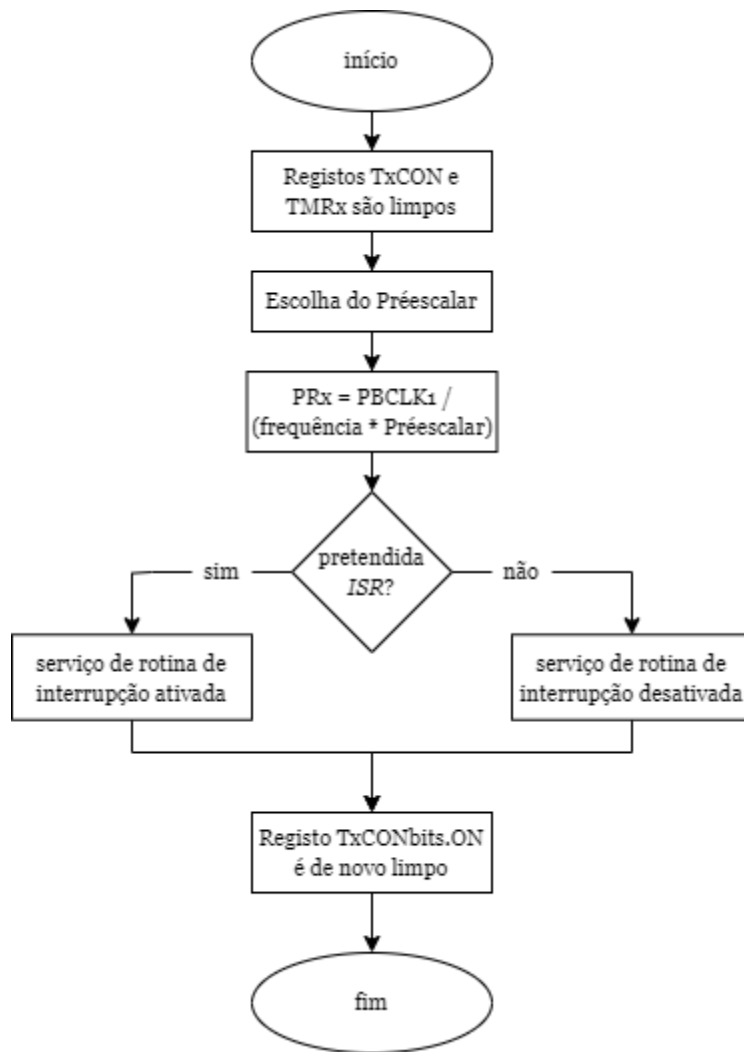 início
Registos TxCON e
TMRx são limpos
Escolha do Préescalar
PRx = PBCLK1 /
(frequência * Préescalar)
pretendida
ISR?
sim
não
serviço de rotina de
interrupção ativada
serviço de rotina de
interrupção desativada
Registo TxCONbits.ON
é de novo limpo
fim